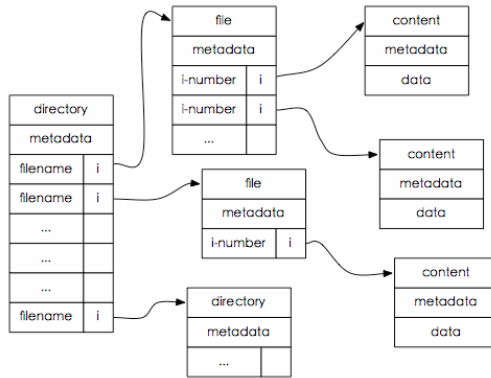 directory
metadata
filename i
filename i
...
...
...
filename i
file
metadata
i-number i
i-number i
...
file
metadata
i-number i
directory
metadata
...
content
metadata
data
content
metadata
data
content
metadata
data